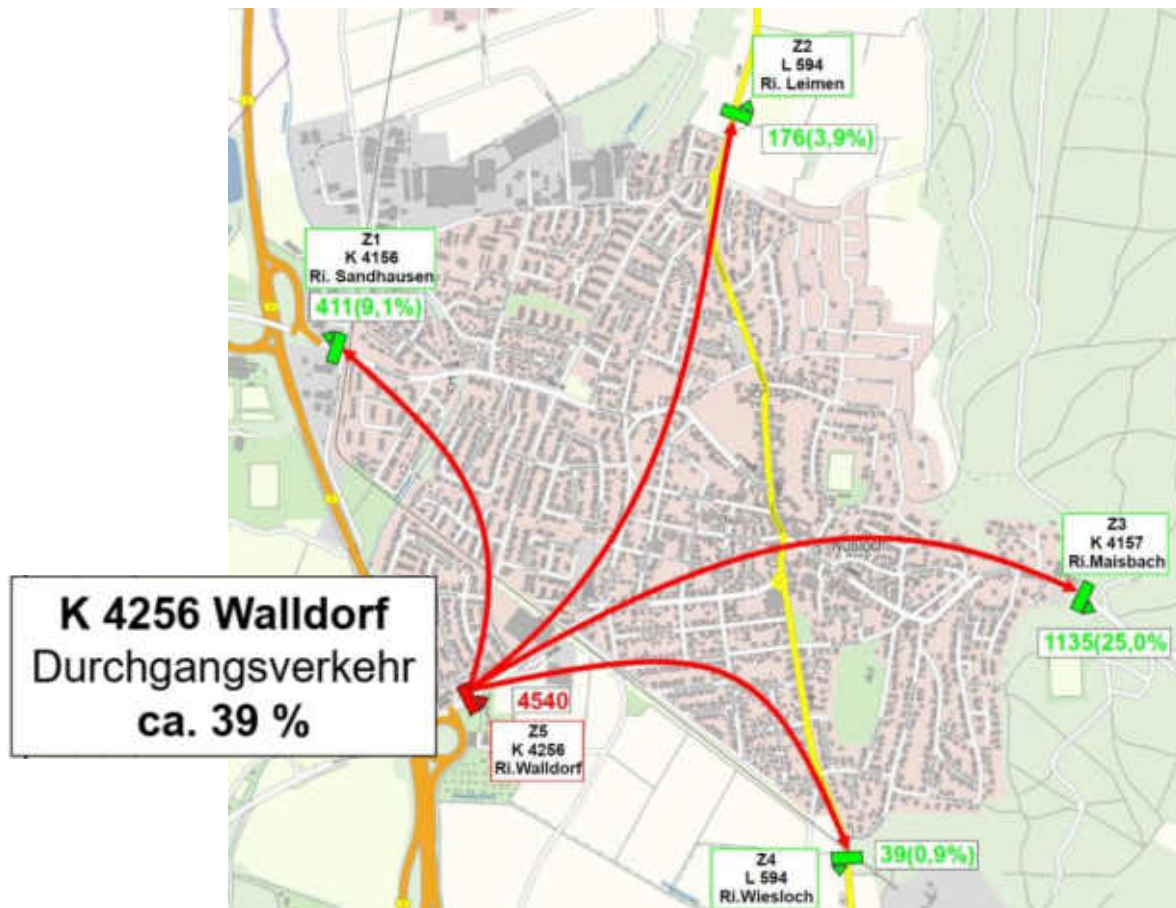 Z2
L 594
Ri. Leimen
176(3,9%)
Z1
K 4156
Ri. Sandhausen
411(9,1%)
Z3
K 4157
Ri.Maisbach
1135(25,0%
K 4256 Walldorf
Durchgangsverkehr
ca. 39 %
4540
Z5
K 4256
Ri.Walldorf
39(0,9%)
Z4
L 594
Ri.Wiesloch